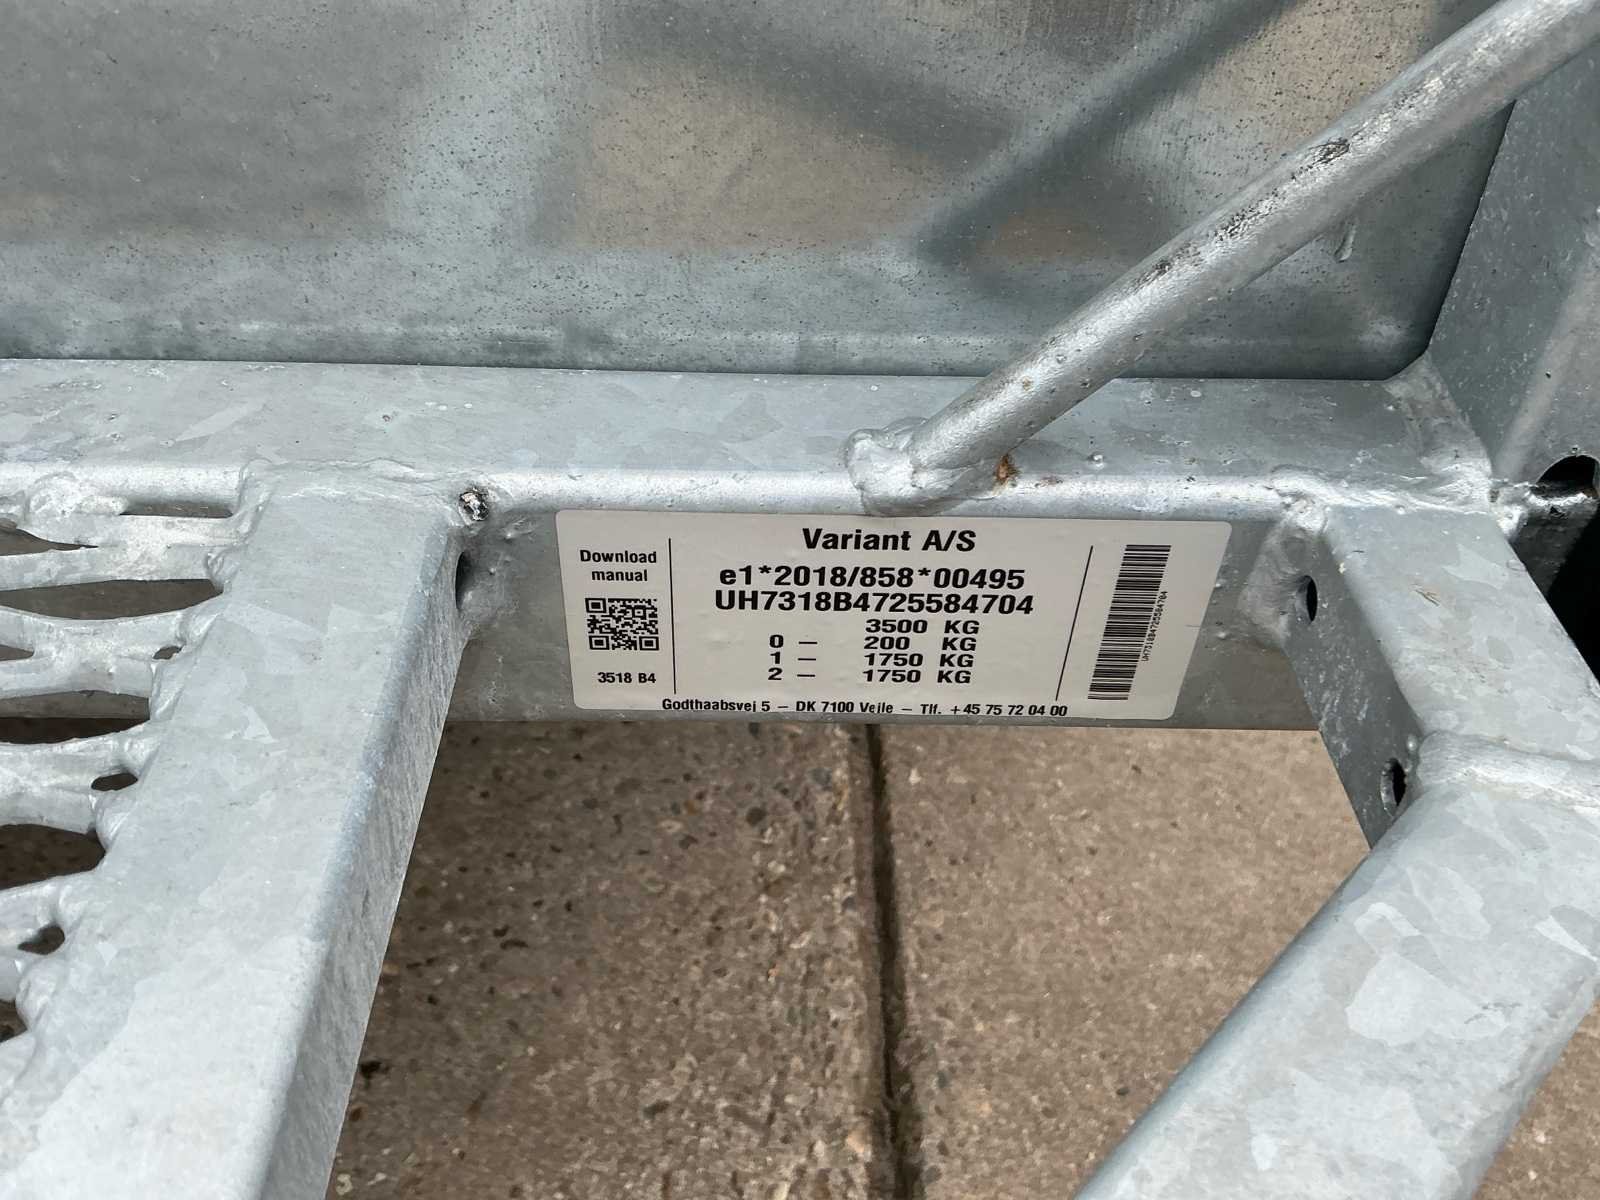 Download
manual
3518 B4
Variant A/S
e1*2018/858*00495
UH7318B4725584704
3500 KG
0 – 200 KG
1 – 1750 KG
2 – 1750 KG
Godthaabsvej 5 – DK 7100 Vejle – Tlf. +45 75 72 04 00
UH7318B4725584704